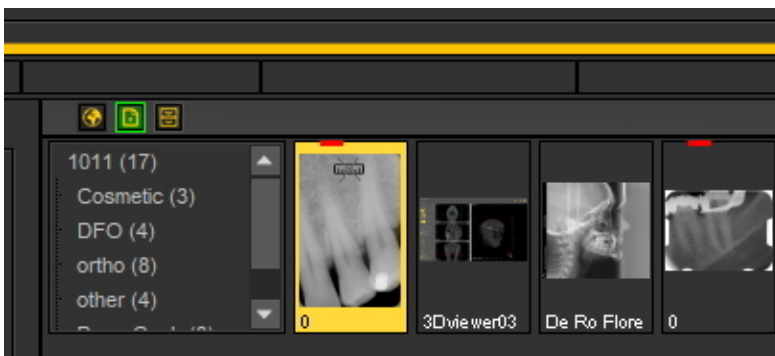 1011 (17)
Cosmetic (3)
DFO (4)
ortho (8)
other (4)
0
3Dviewer03
De Ro Flore
0